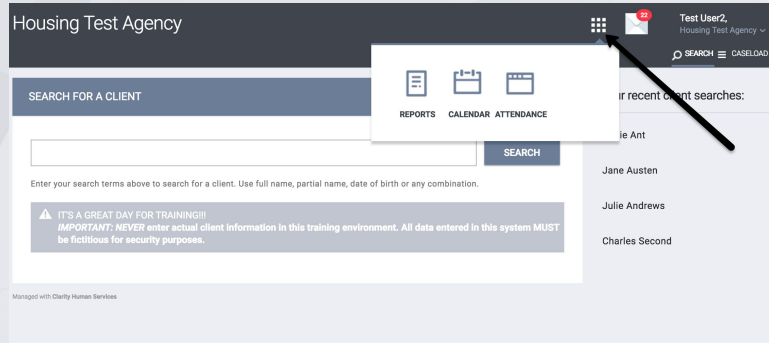 Housing Test Agency
22
Test User2,
Housing Test Agency
SEARCH
CASELOAD
SEARCH FOR A CLIENT
REPORTS CALENDAR ATTENDANCE
recent client searches:
Ant
SEARCH
Jane Austen
Enter your search terms above to search for a client. Use full name, partial name, date of birth or any combination.
Julie Andrews
IT'S A GREAT DAY FOR TRAINING!!!
IMPORTANT: NEVER enter actual client information in this training environment. All data entered in this system MUST
be fictitious for security purposes.
Charles Second
Managed with Clarity Human Services